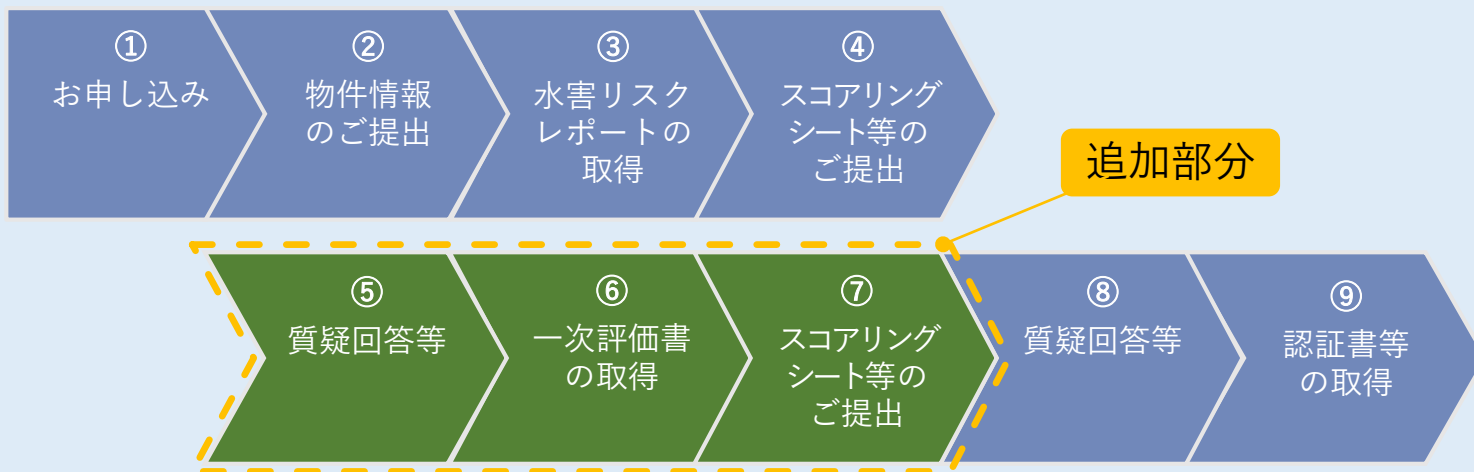 ①
お申し込み
②
物件情報
のご提出
③
水害リスク
レポートの
取得
④
スコアリング
シート等の
ご提出
追加部分
⑤
質疑回答等
⑥
一次評価書
の取得
⑦
スコアリング
シート等の
ご提出
⑧
質疑回答等
⑨
認証書等
の取得